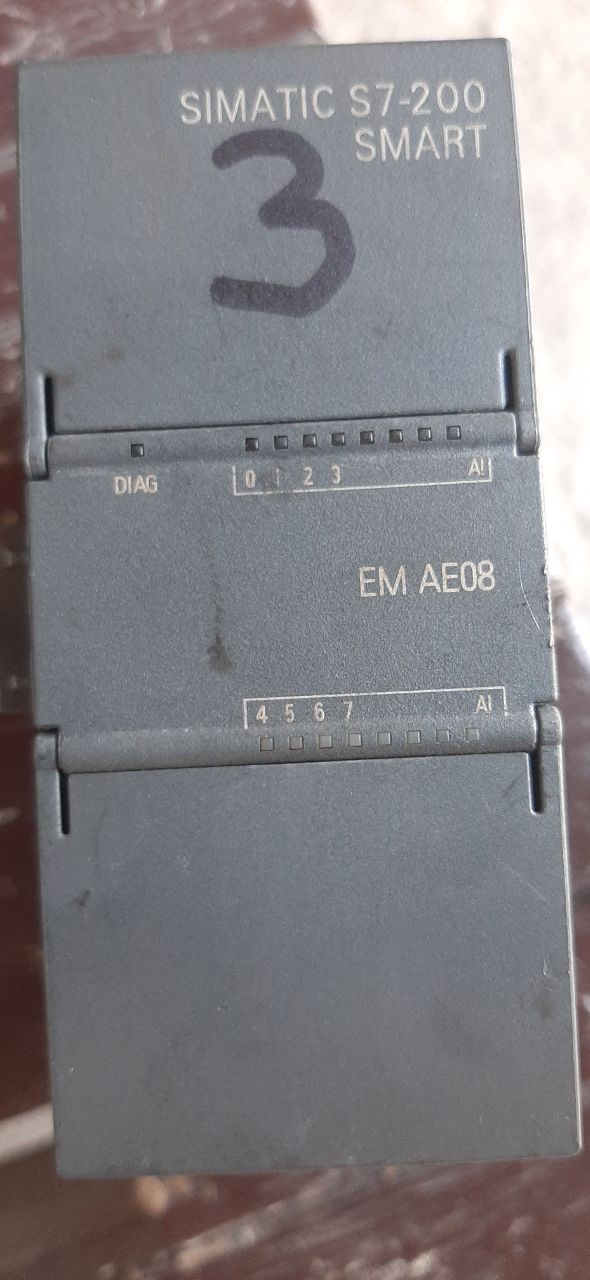 SIMATIC S7-200
SMART
3
DIAG
0 1 2 3 AI
EM AE08
4 5 6 7 AI